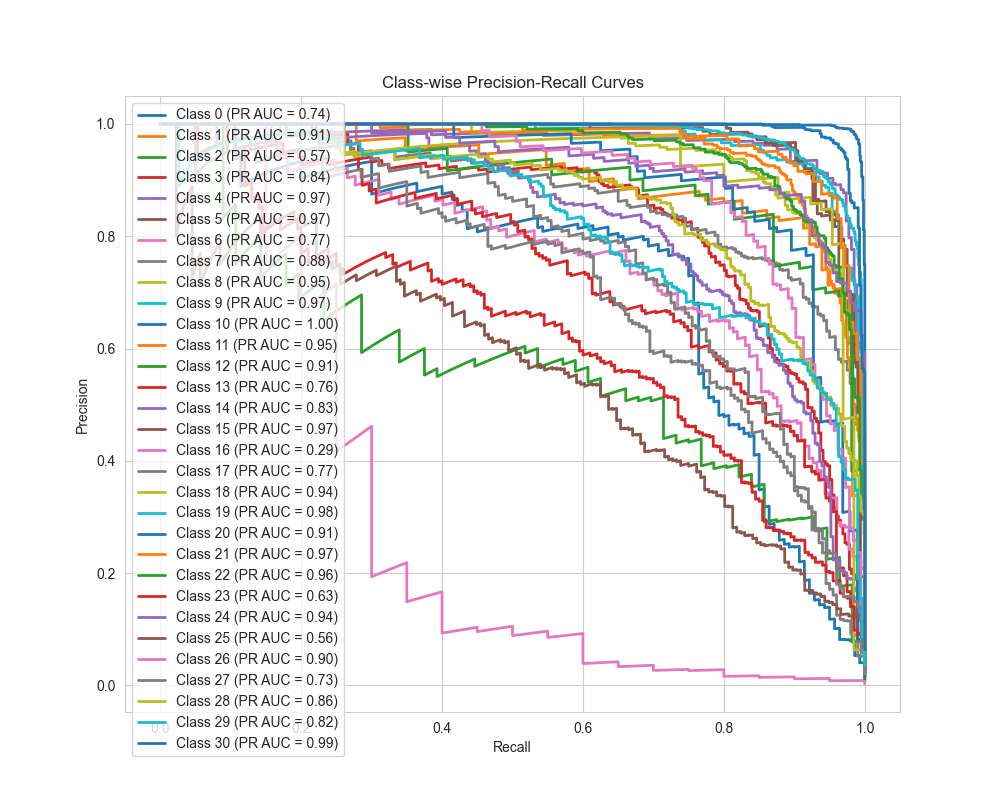 Class-wise Precision-Recall Curves
Precision
1.0
0.8
0.6
0.4
0.2
0.0
Class 0 (PR AUC = 0.74)
Class 1 (PR AUC = 0.91)
Class 2 (PR AUC = 0.57)
Class 3 (PR AUC = 0.84)
Class 4 (PR AUC = 0.97)
Class 5 (PR AUC = 0.97)
Class 6 (PR AUC = 0.77)
Class 7 (PR AUC = 0.88)
Class 8 (PR AUC = 0.95)
Class 9 (PR AUC = 0.97)
Class 10 (PR AUC = 1.00)
Class 11 (PR AUC = 0.95)
Class 12 (PR AUC = 0.91)
Class 13 (PR AUC = 0.76)
Class 14 (PR AUC = 0.83)
Class 15 (PR AUC = 0.97)
Class 16 (PR AUC = 0.29)
Class 17 (PR AUC = 0.77)
Class 18 (PR AUC = 0.94)
Class 19 (PR AUC = 0.98)
Class 20 (PR AUC = 0.91)
Class 21 (PR AUC = 0.97)
Class 22 (PR AUC = 0.96)
Class 23 (PR AUC = 0.63)
Class 24 (PR AUC = 0.94)
Class 25 (PR AUC = 0.56)
Class 26 (PR AUC = 0.90)
Class 27 (PR AUC = 0.73)
Class 28 (PR AUC = 0.86)
Class 29 (PR AUC = 0.82)
Class 30 (PR AUC = 0.99)
0.0 0.2 0.4 0.6 0.8 1.0
Recall